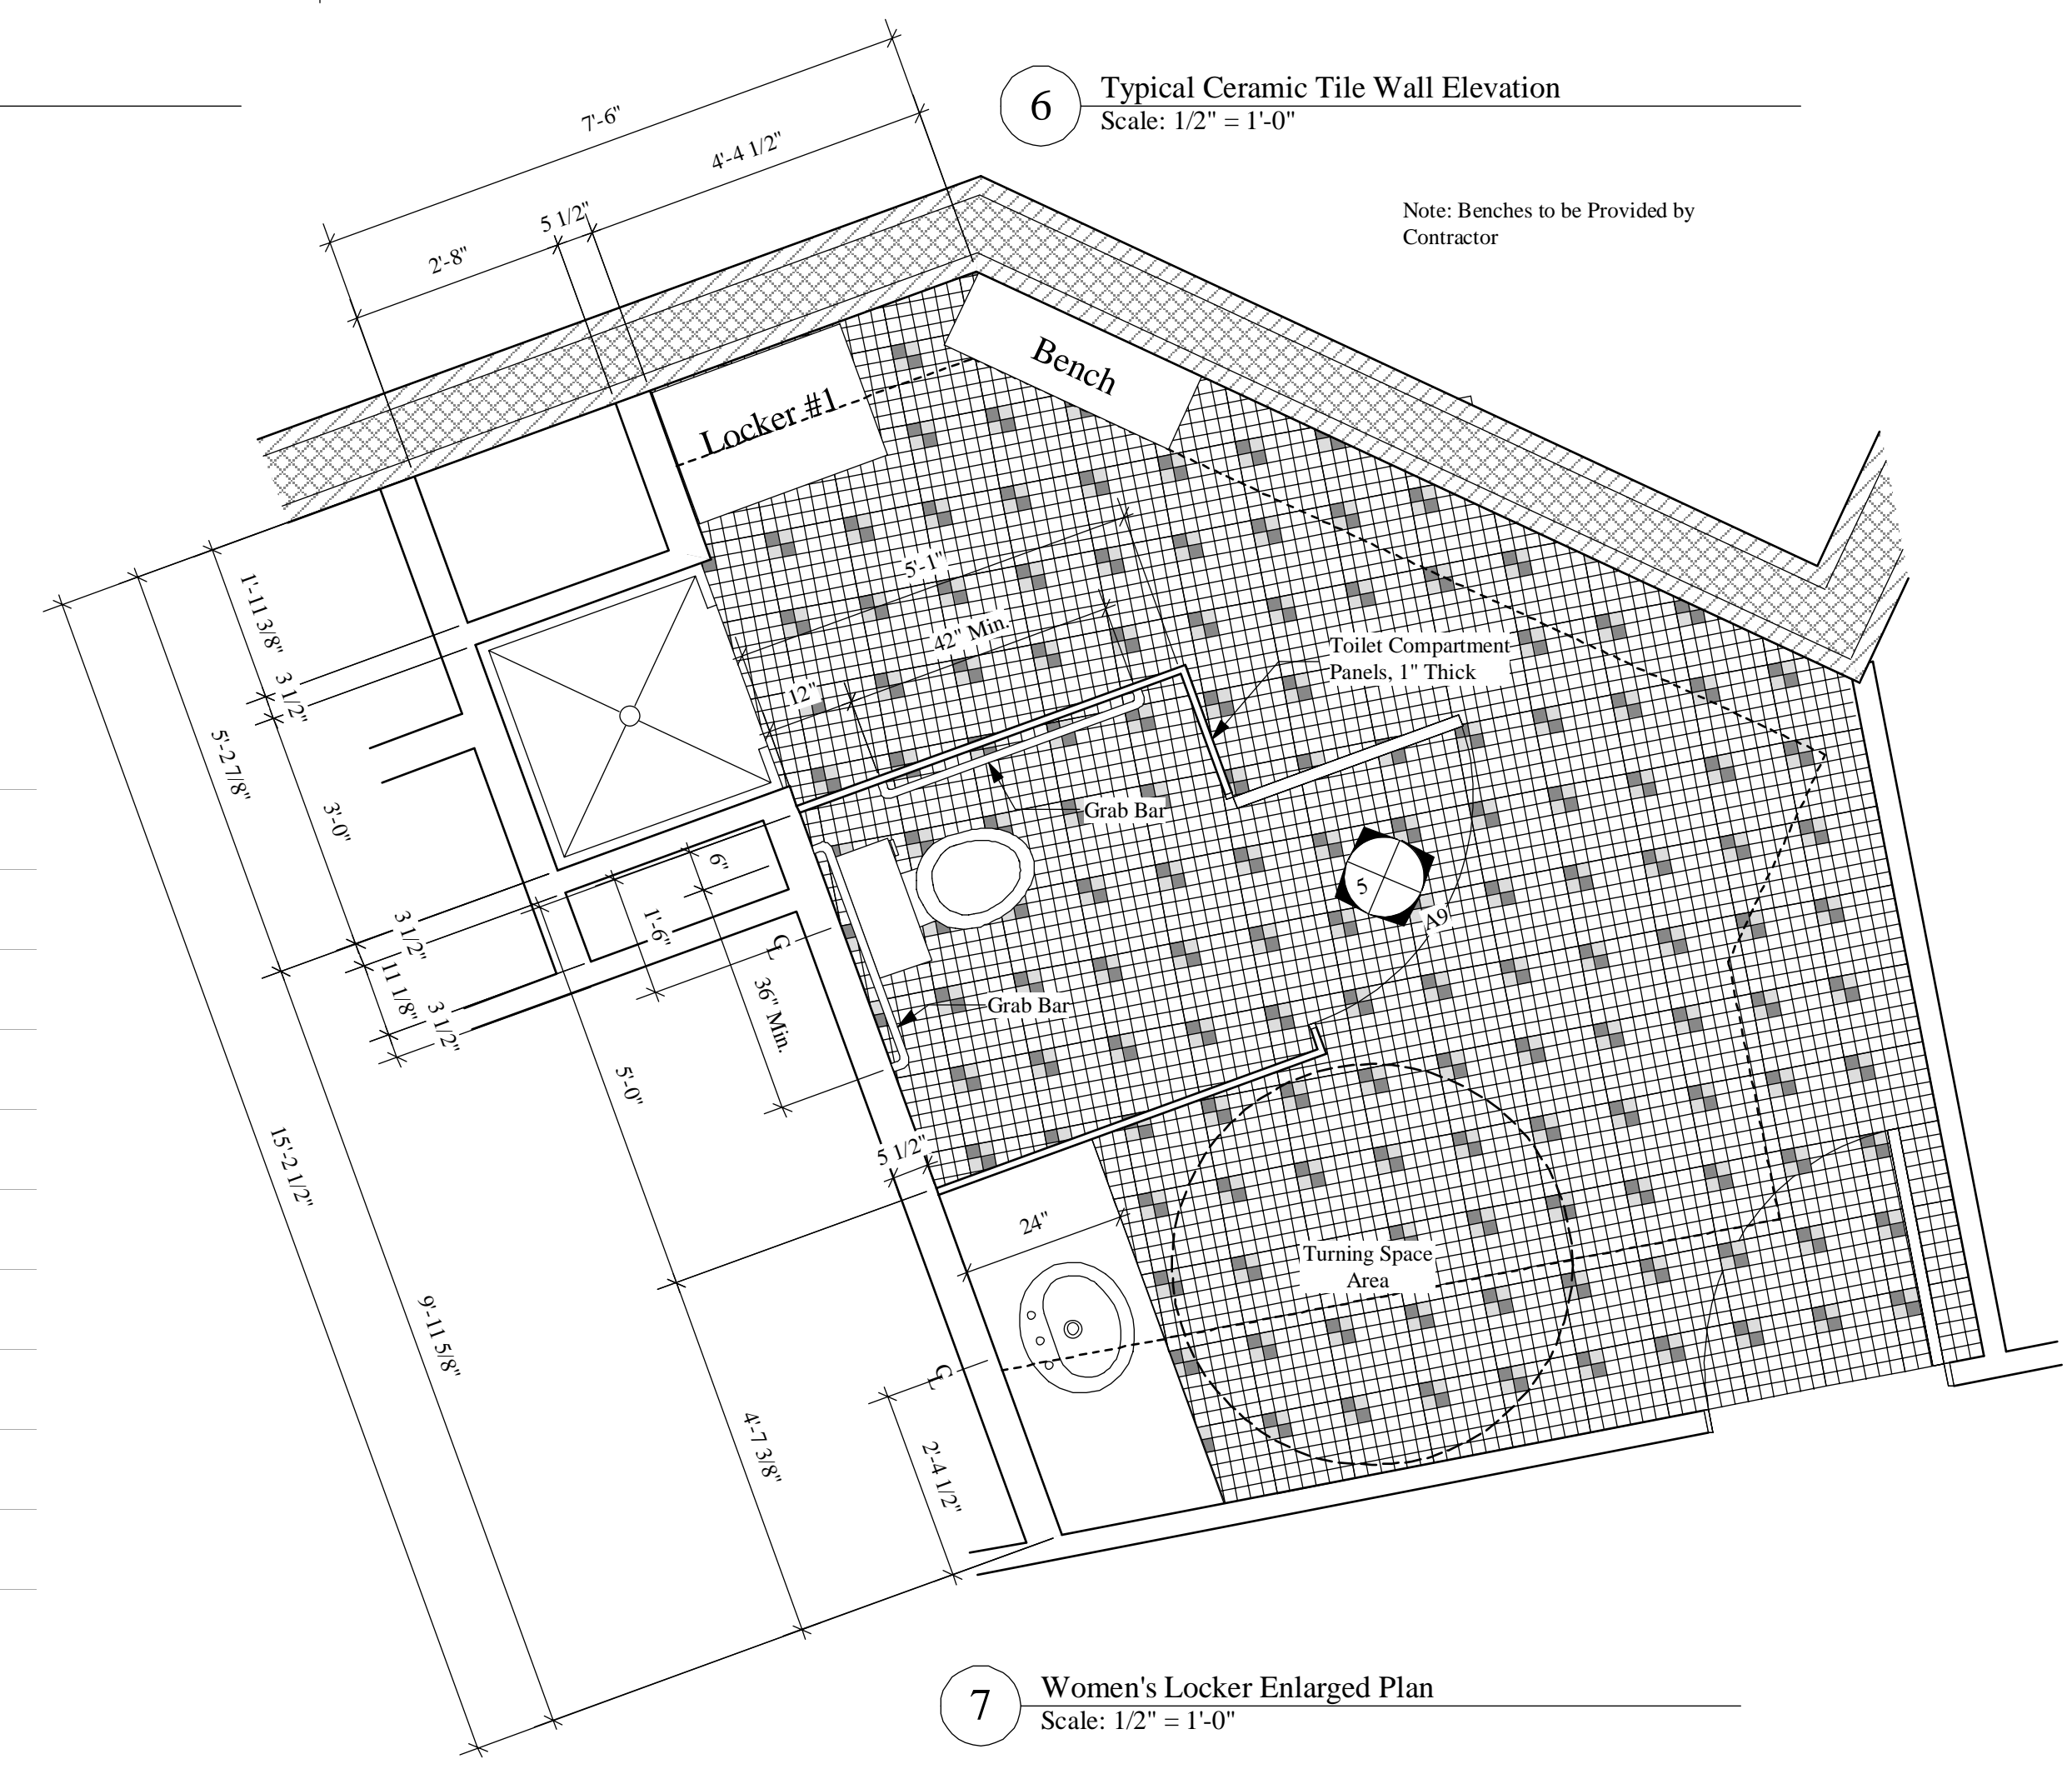 6
Typical Ceramic Tile Wall Elevation
Scale: 1/2" = 1'-0"
Note: Benches to be Provided by
Contractor
7'-6"
4'-4 1/2"
5 1/2"
2'-8"
Locker #1
Bench
1'-11 3/8"
3 1/2"
5'-2 7/8"
3'-0"
3 1/2"
11 1/8"
3 1/2"
15'-2 1/2"
9'-11 5/8"
5'-1"
42" Min.
12"
Toilet Compartment
Panels, 1" Thick
Grab Bar
6"
1'-6"
CL
36" Min.
Grab Bar
5
A9
5'-0"
5 1/2"
24"
Turning Space
Area
CL
4'-7 3/8"
2'-4 1/2"
7
Women's Locker Enlarged Plan
Scale: 1/2" = 1'-0"